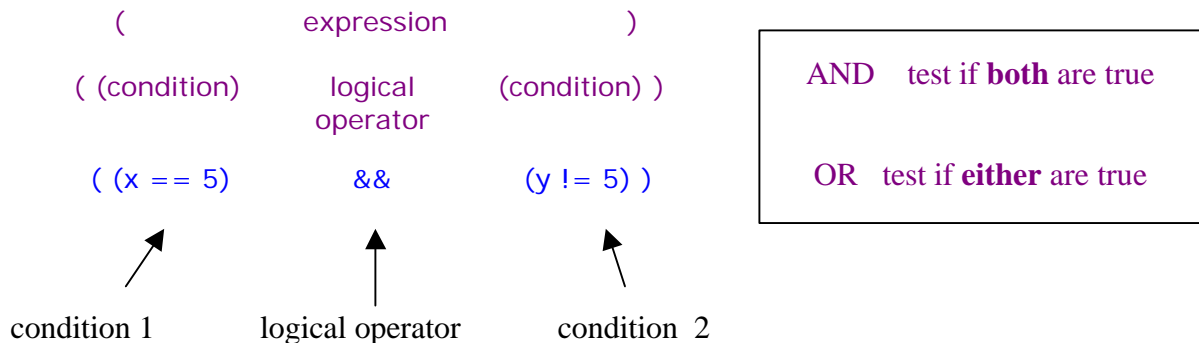 ( expression )
( (condition) logical operator (condition) )
( (x == 5) && (y != 5) )
condition 1 logical operator condition 2
AND test if both are true
OR test if either are true